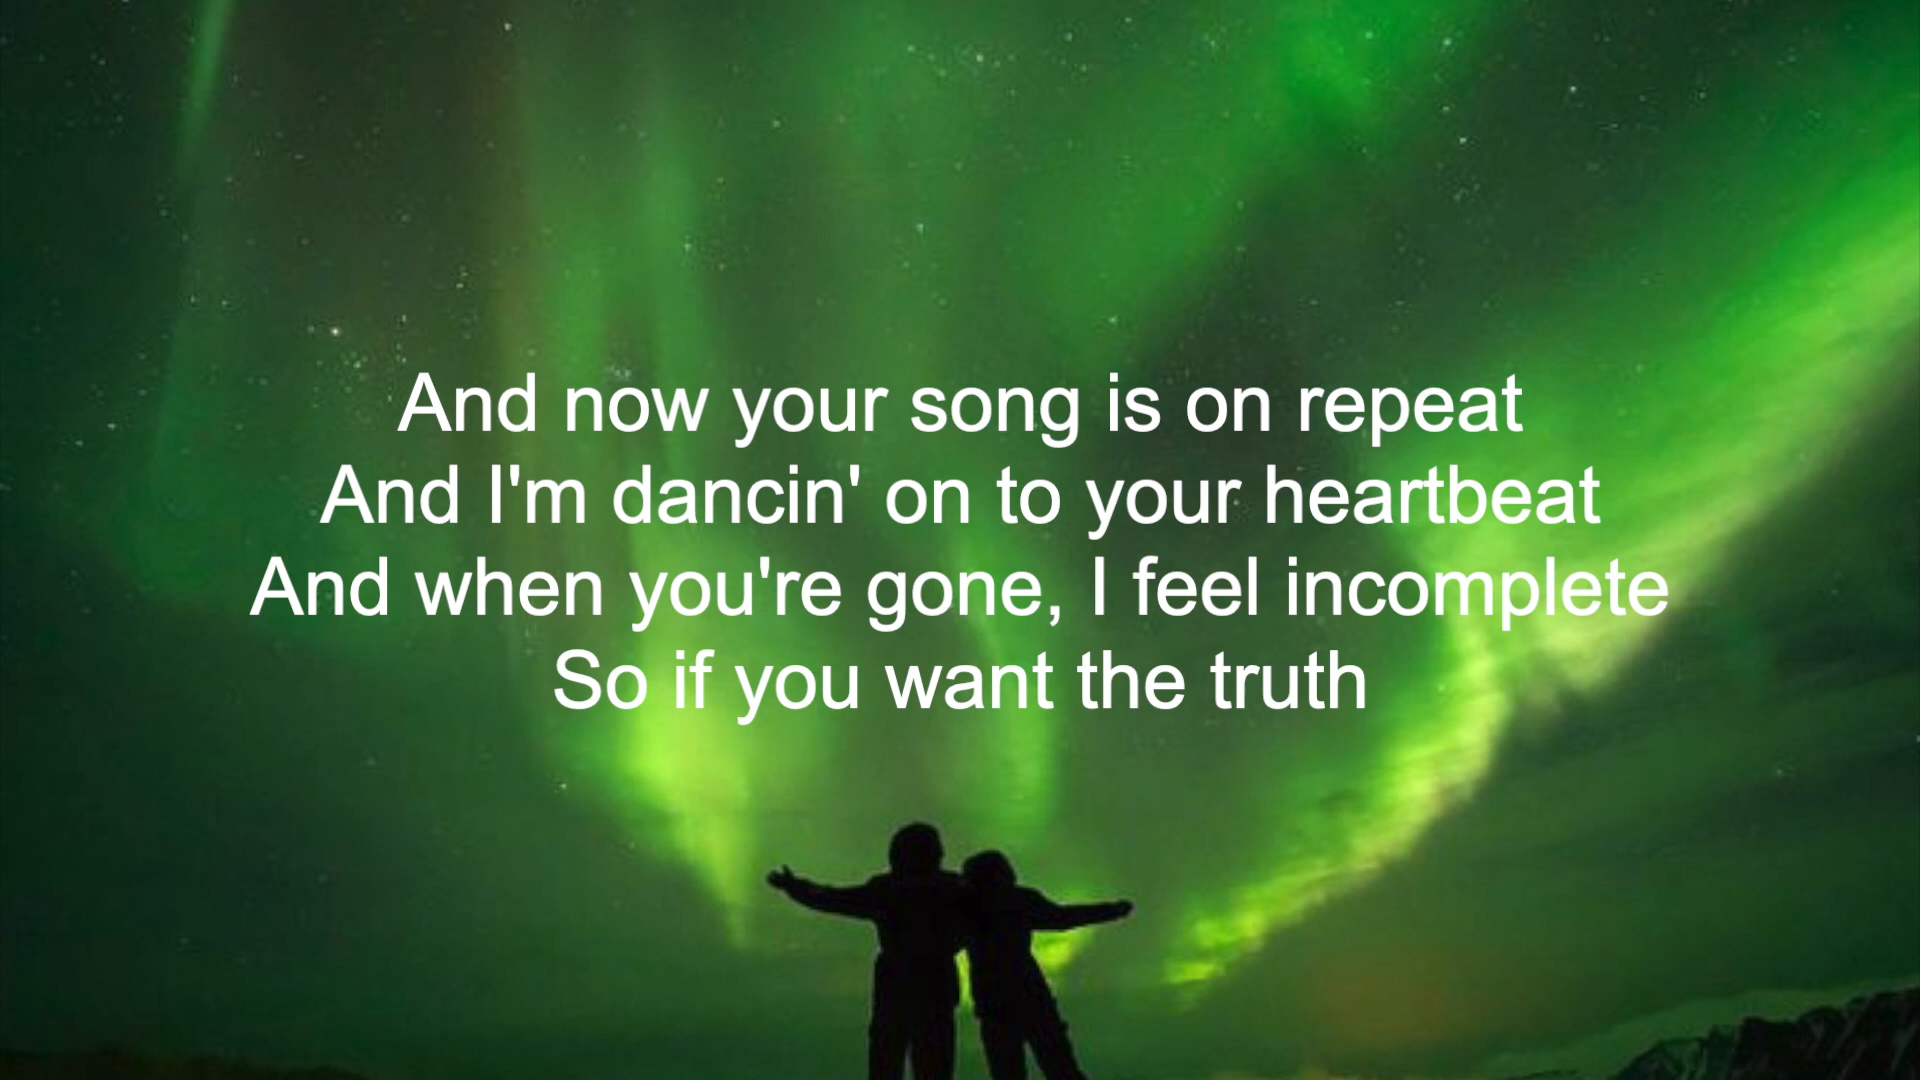 And now your song is on repeat
And I'm dancin' on to your heartbeat
And when you're gone, I feel incomplete
So if you want the truth